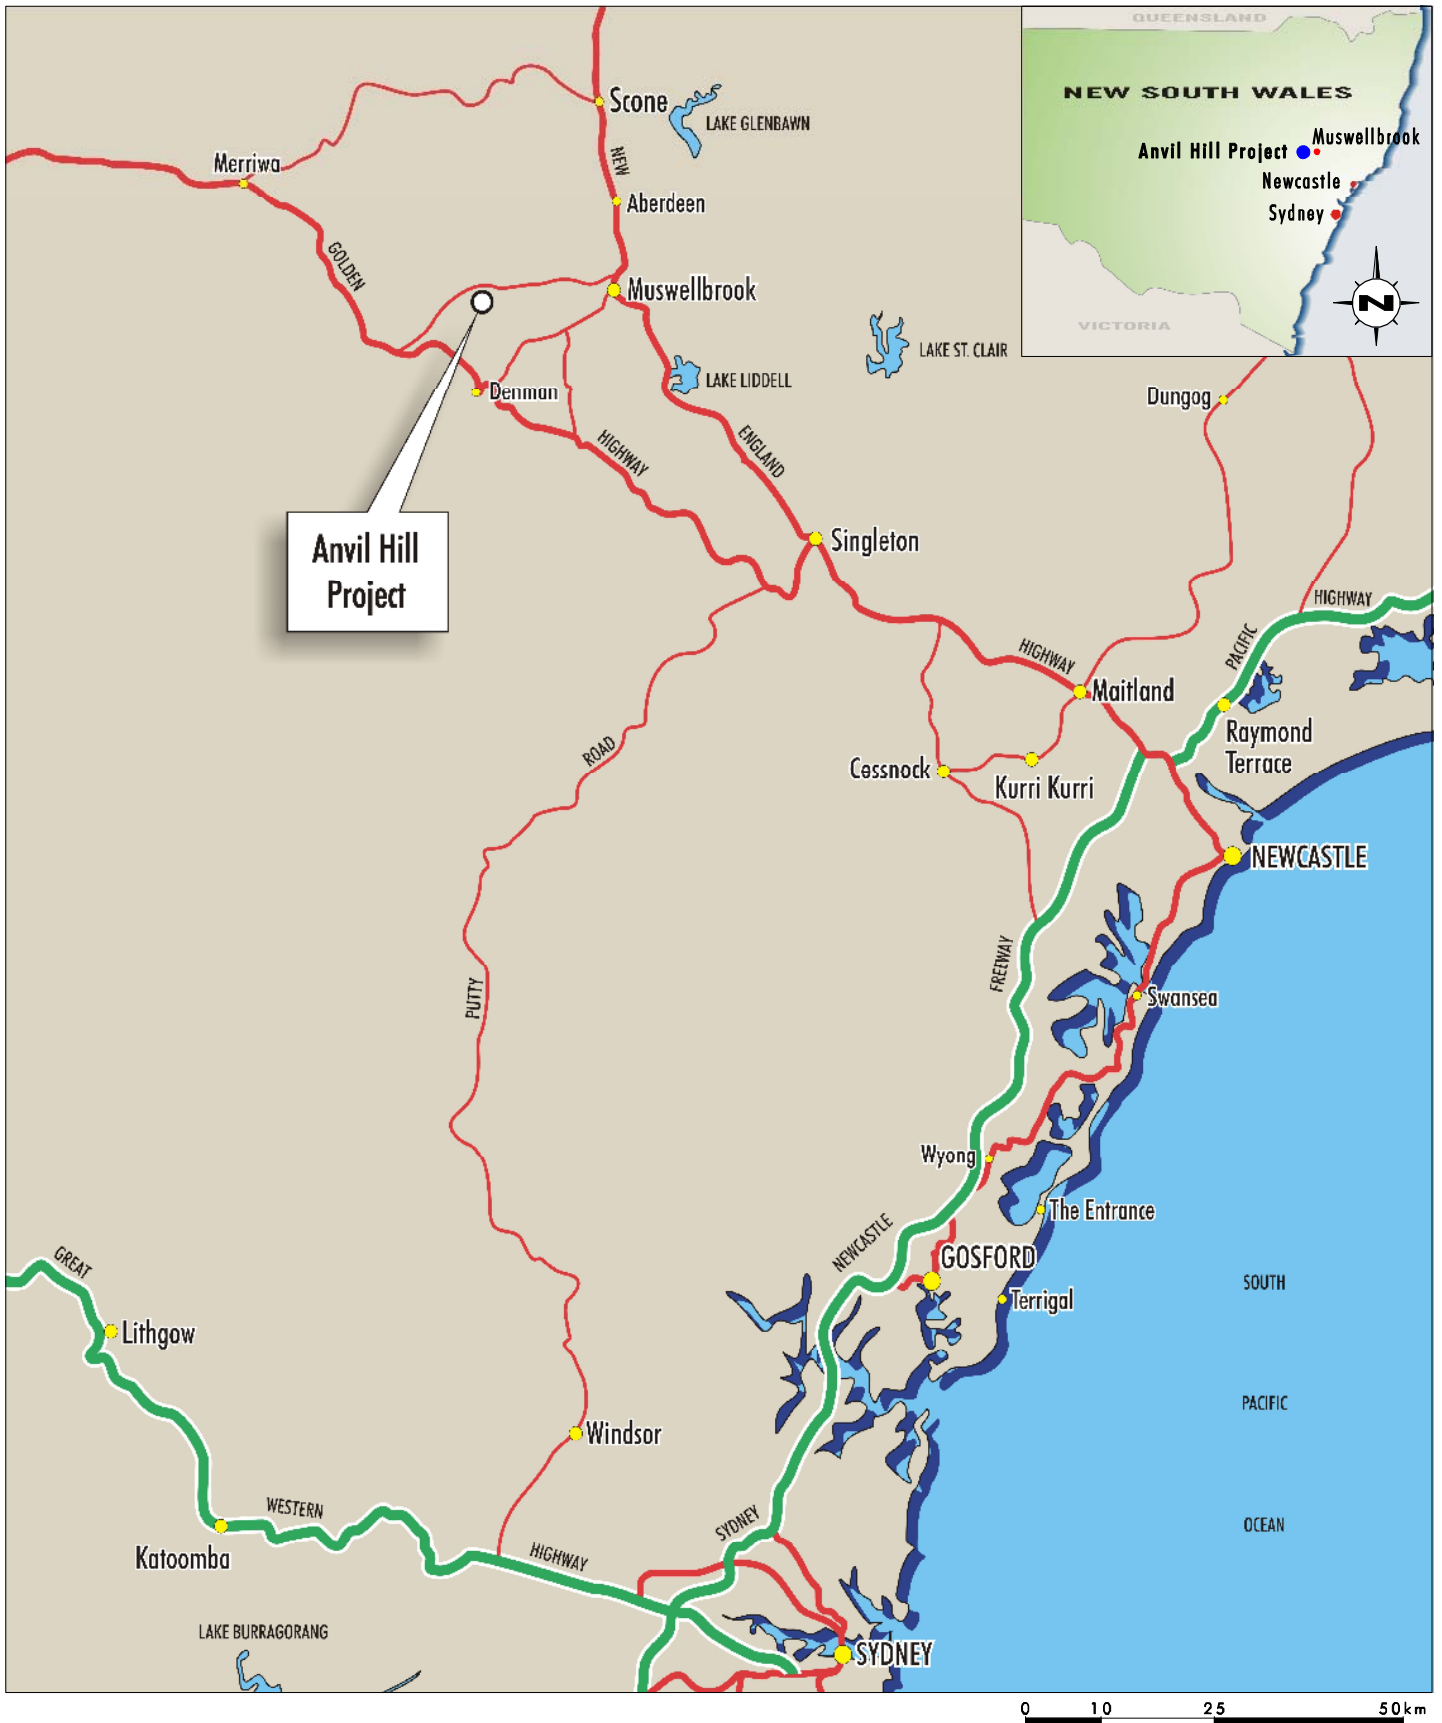 QUEENSLAND
NEW SOUTH WALES
Muswellbrook
Anvil Hill Project
Newcastle
Sydney
N
VICTORIA
Scone
LAKE GLENBAWN
NEW
Merriwa
Aberdeen
GOLDEN
Muswellbrook
LAKE ST. CLAIR
LAKE LIDDELL
Denman
Dungog
HIGHWAY
ENGLAND
Anvil Hill
Project
Singleton
HIGHWAY
PACIFIC
HIGHWAY
Maitland
Raymond
Terrace
ROAD
Cessnock
Kurri Kurri
NEWCASTLE
FREEWAY
PUTTY
Swansea
Wyong
The Entrance
NEWCASTLE
GREAT
GOSFORD
SOUTH
Terrigal
Lithgow
PACIFIC
Windsor
WESTERN
SYDNEY
OCEAN
Katoomba
HIGHWAY
LAKE BURRAGORANG
SYDNEY
0 10 25 50km